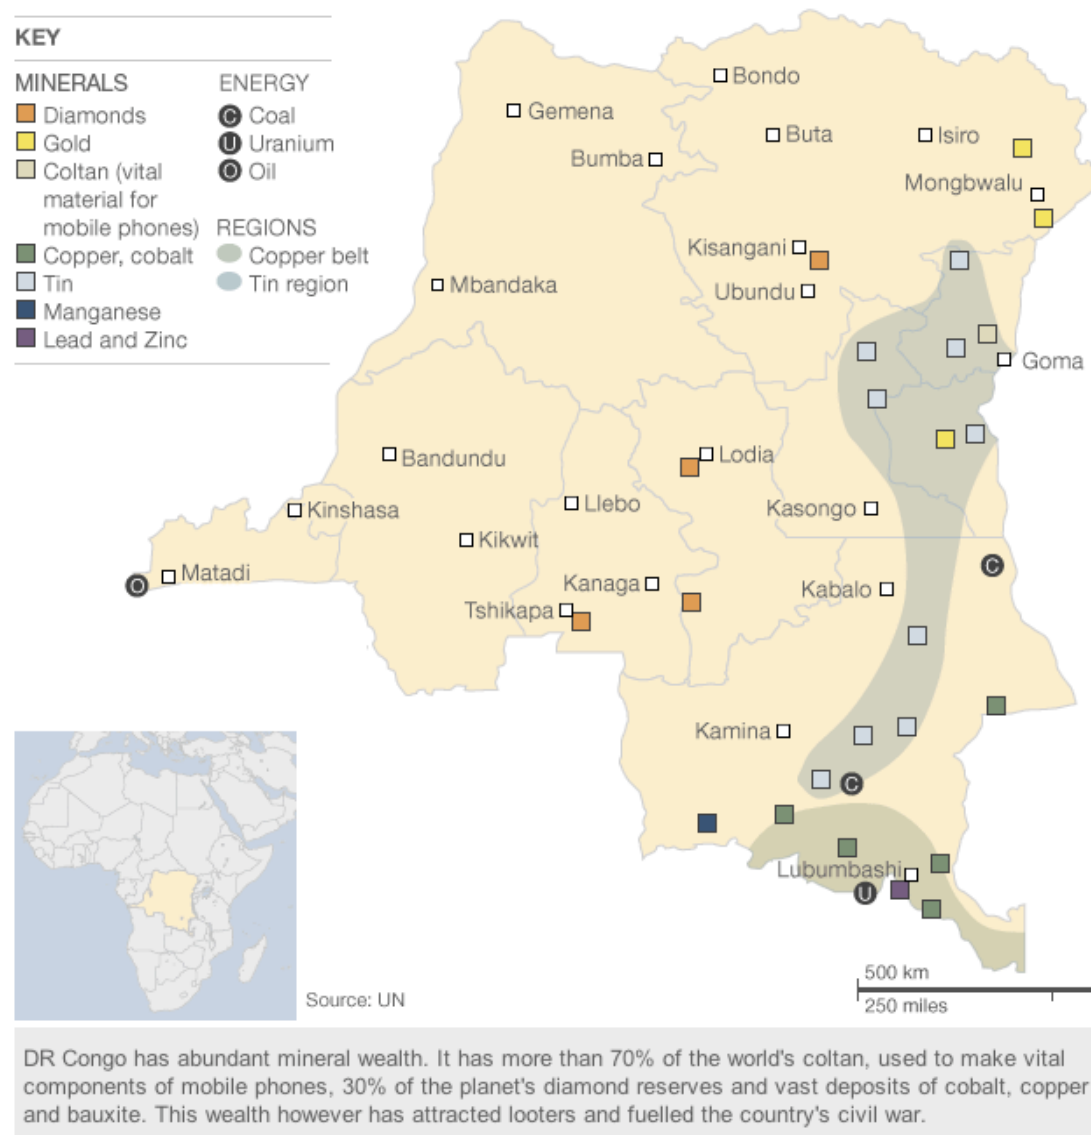 KEY
MINERALS
Diamonds
Gold
Coltan (vital
material for
mobile phones)
Copper, cobalt
Tin
Manganese
Lead and Zinc
ENERGY
C Coal
U Uranium
O Oil
REGIONS
Copper belt
Tin region
Bondo
Gemena
Buta
Isiro
Bumba
Mongbwalu
Kisangani
Mbandaka
Ubundu
Goma
Bandundu
Lodia
Kinshasa
Llebo
Kasongo
Kikwit
C
Matadi
O
Kanaga
Kabalo
Tshikapa
Kamina
C
Lubumbashi
U
500 km
250 miles
Source: UN
DR Congo has abundant mineral wealth. It has more than 70% of the world's coltan, used to make vital
components of mobile phones, 30% of the planet's diamond reserves and vast deposits of cobalt, copper
and bauxite. This wealth however has attracted looters and fuelled the country's civil war.